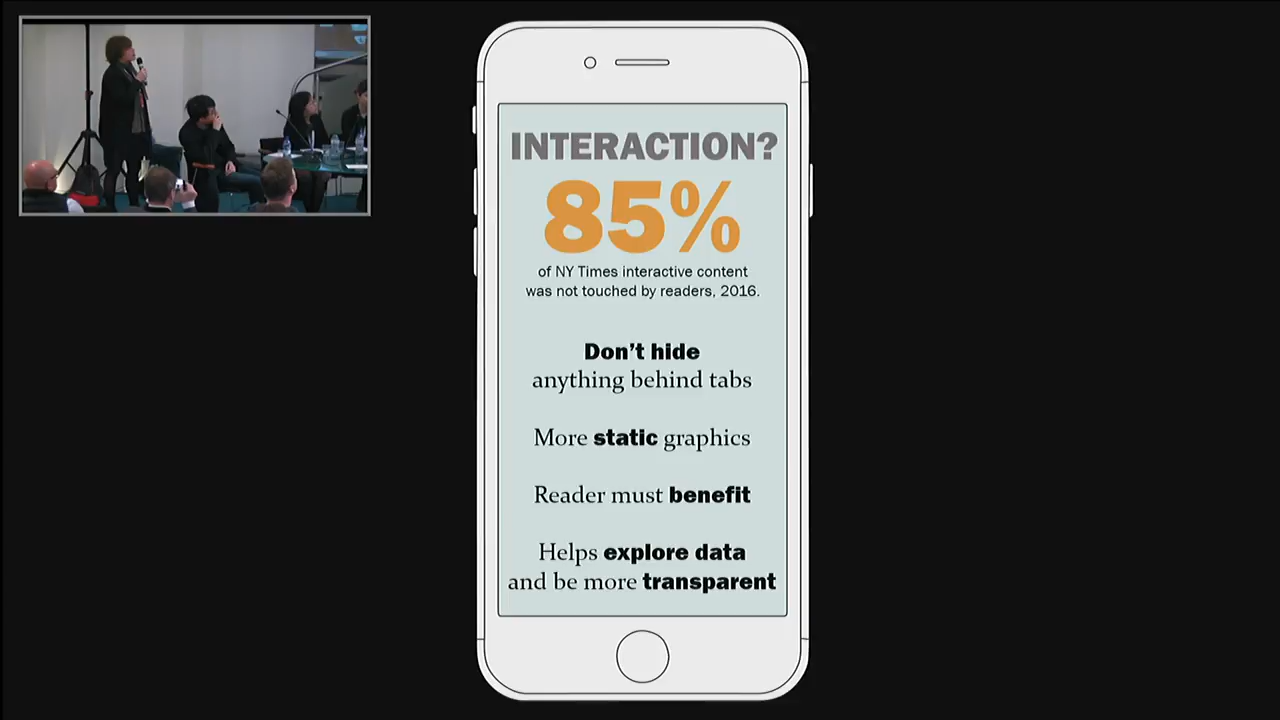 INTERACTION?
85%
of NY Times interactive content
was not touched by readers, 2016.
Don't hide
anything behind tabs
More static graphics
Reader must benefit
Helps explore data
and be more transparent